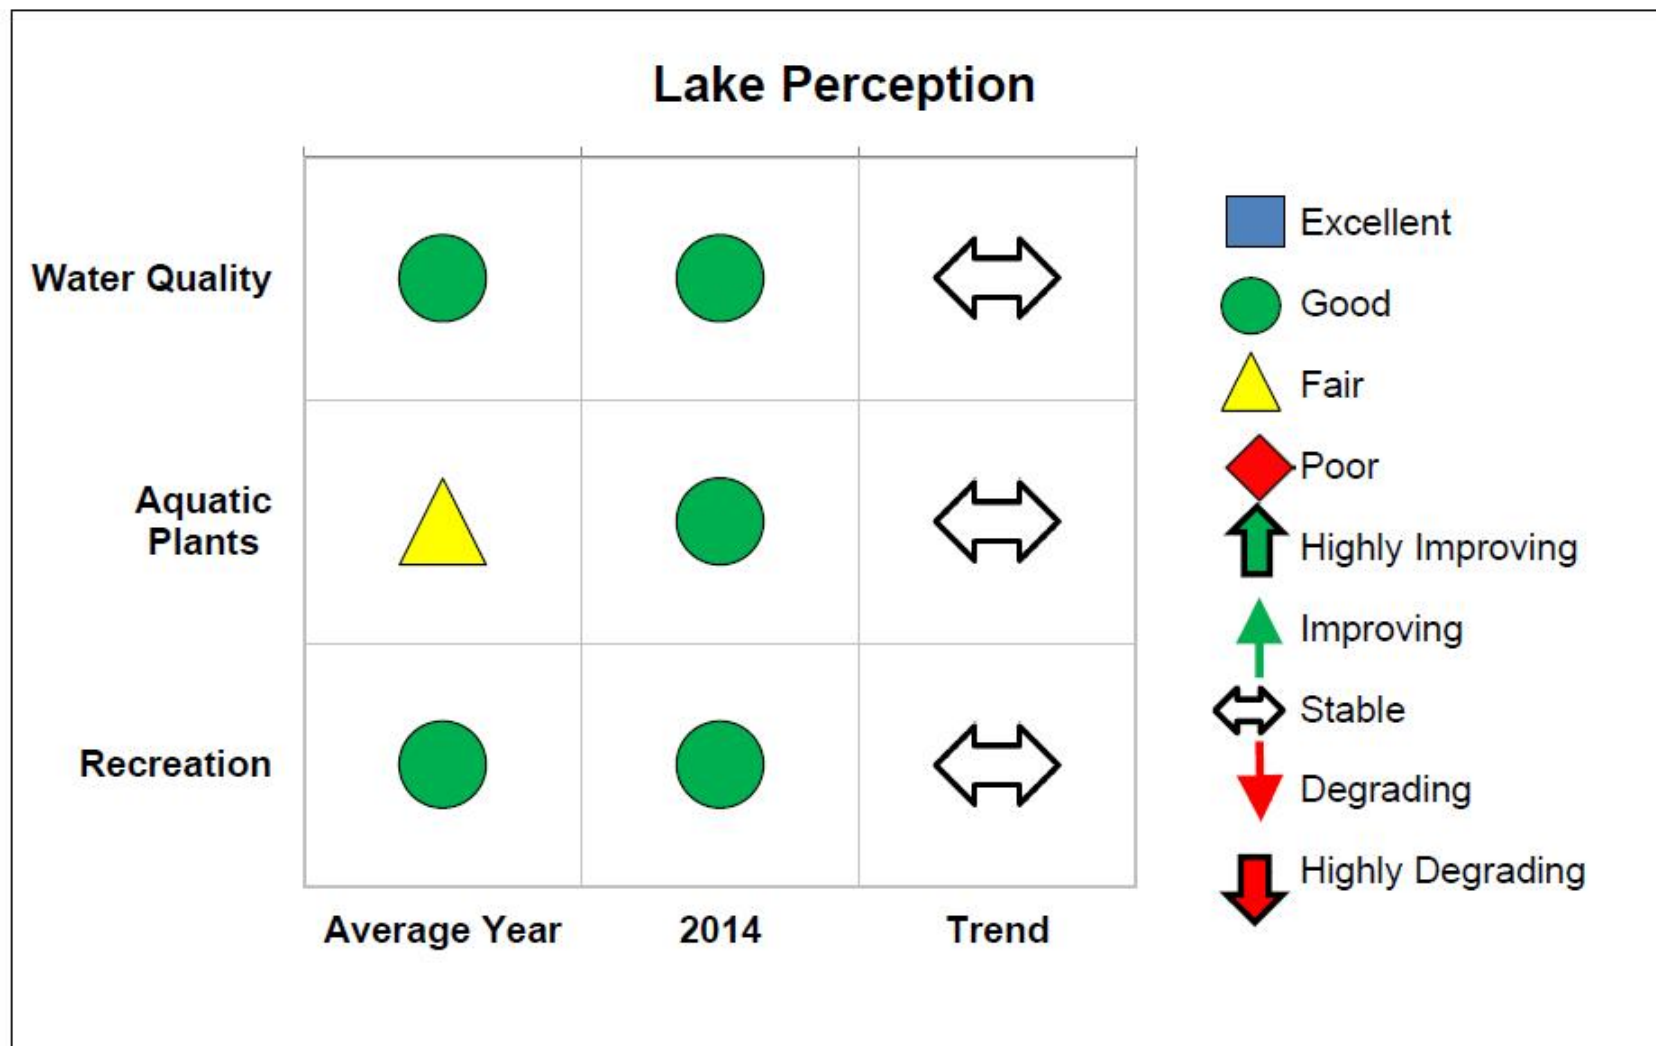 Lake Perception
Water Quality
Aquatic
Plants
Recreation
Average Year
2014
Trend
Excellent
Good
Fair
Poor
Highly Improving
Improving
Stable
Degrading
Highly Degrading